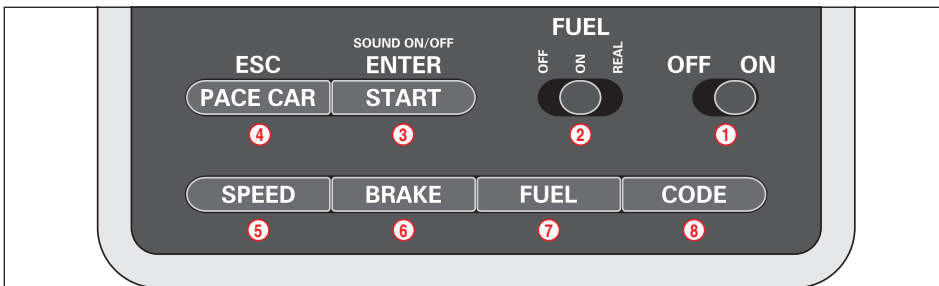 FUEL
SOUND ON/OFF
ESC ENTER OFF ON REAL OFF ON
PACE CAR START
4 3 2 1
SPEED BRAKE FUEL CODE
5 6 7 8